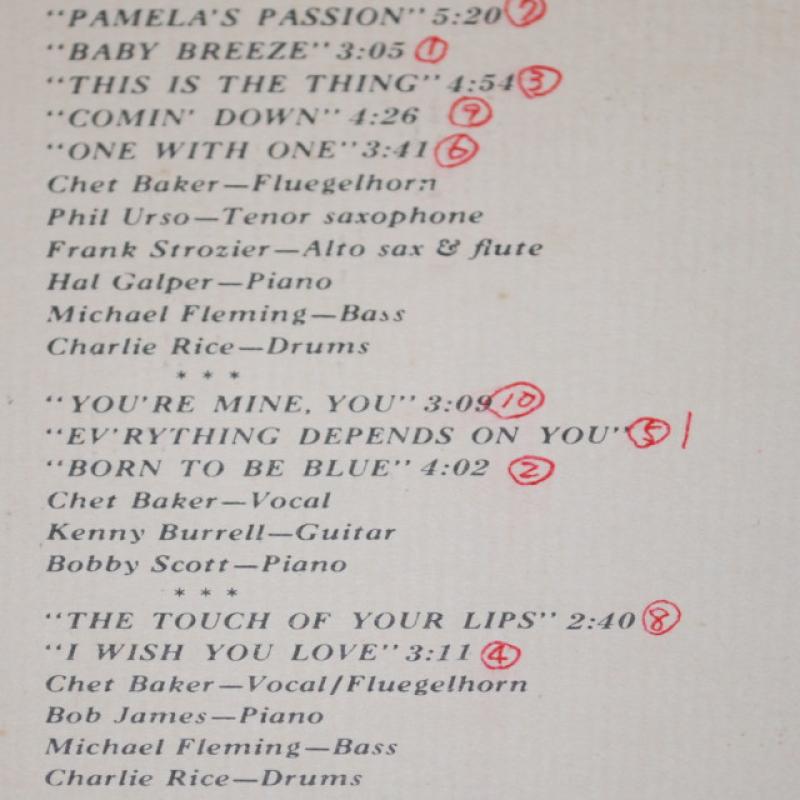 "PAMELA'S PASSION" 5:20 7
"BABY BREEZE" 3:05 1
"THIS IS THE THING" 4:54 3
"COMIN' DOWN" 4:26 9
"ONE WITH ONE" 3:41 6
Chet Baker—Fluegelhorn
Phil Urso—Tenor saxophone
Frank Strozier—Alto sax & flute
Hal Galper—Piano
Michael Fleming—Bass
Charlie Rice—Drums
* * *
"YOU'RE MINE, YOU" 3:09 10
"EV'RYTHING DEPENDS ON YOU" 5
"BORN TO BE BLUE" 4:02 2
Chet Baker—Vocal
Kenny Burrell—Guitar
Bobby Scott—Piano
* * *
"THE TOUCH OF YOUR LIPS" 2:40 8
"I WISH YOU LOVE" 3:11 4
Chet Baker—Vocal/Fluegelhorn
Bob James—Piano
Michael Fleming—Bass
Charlie Rice—Drums